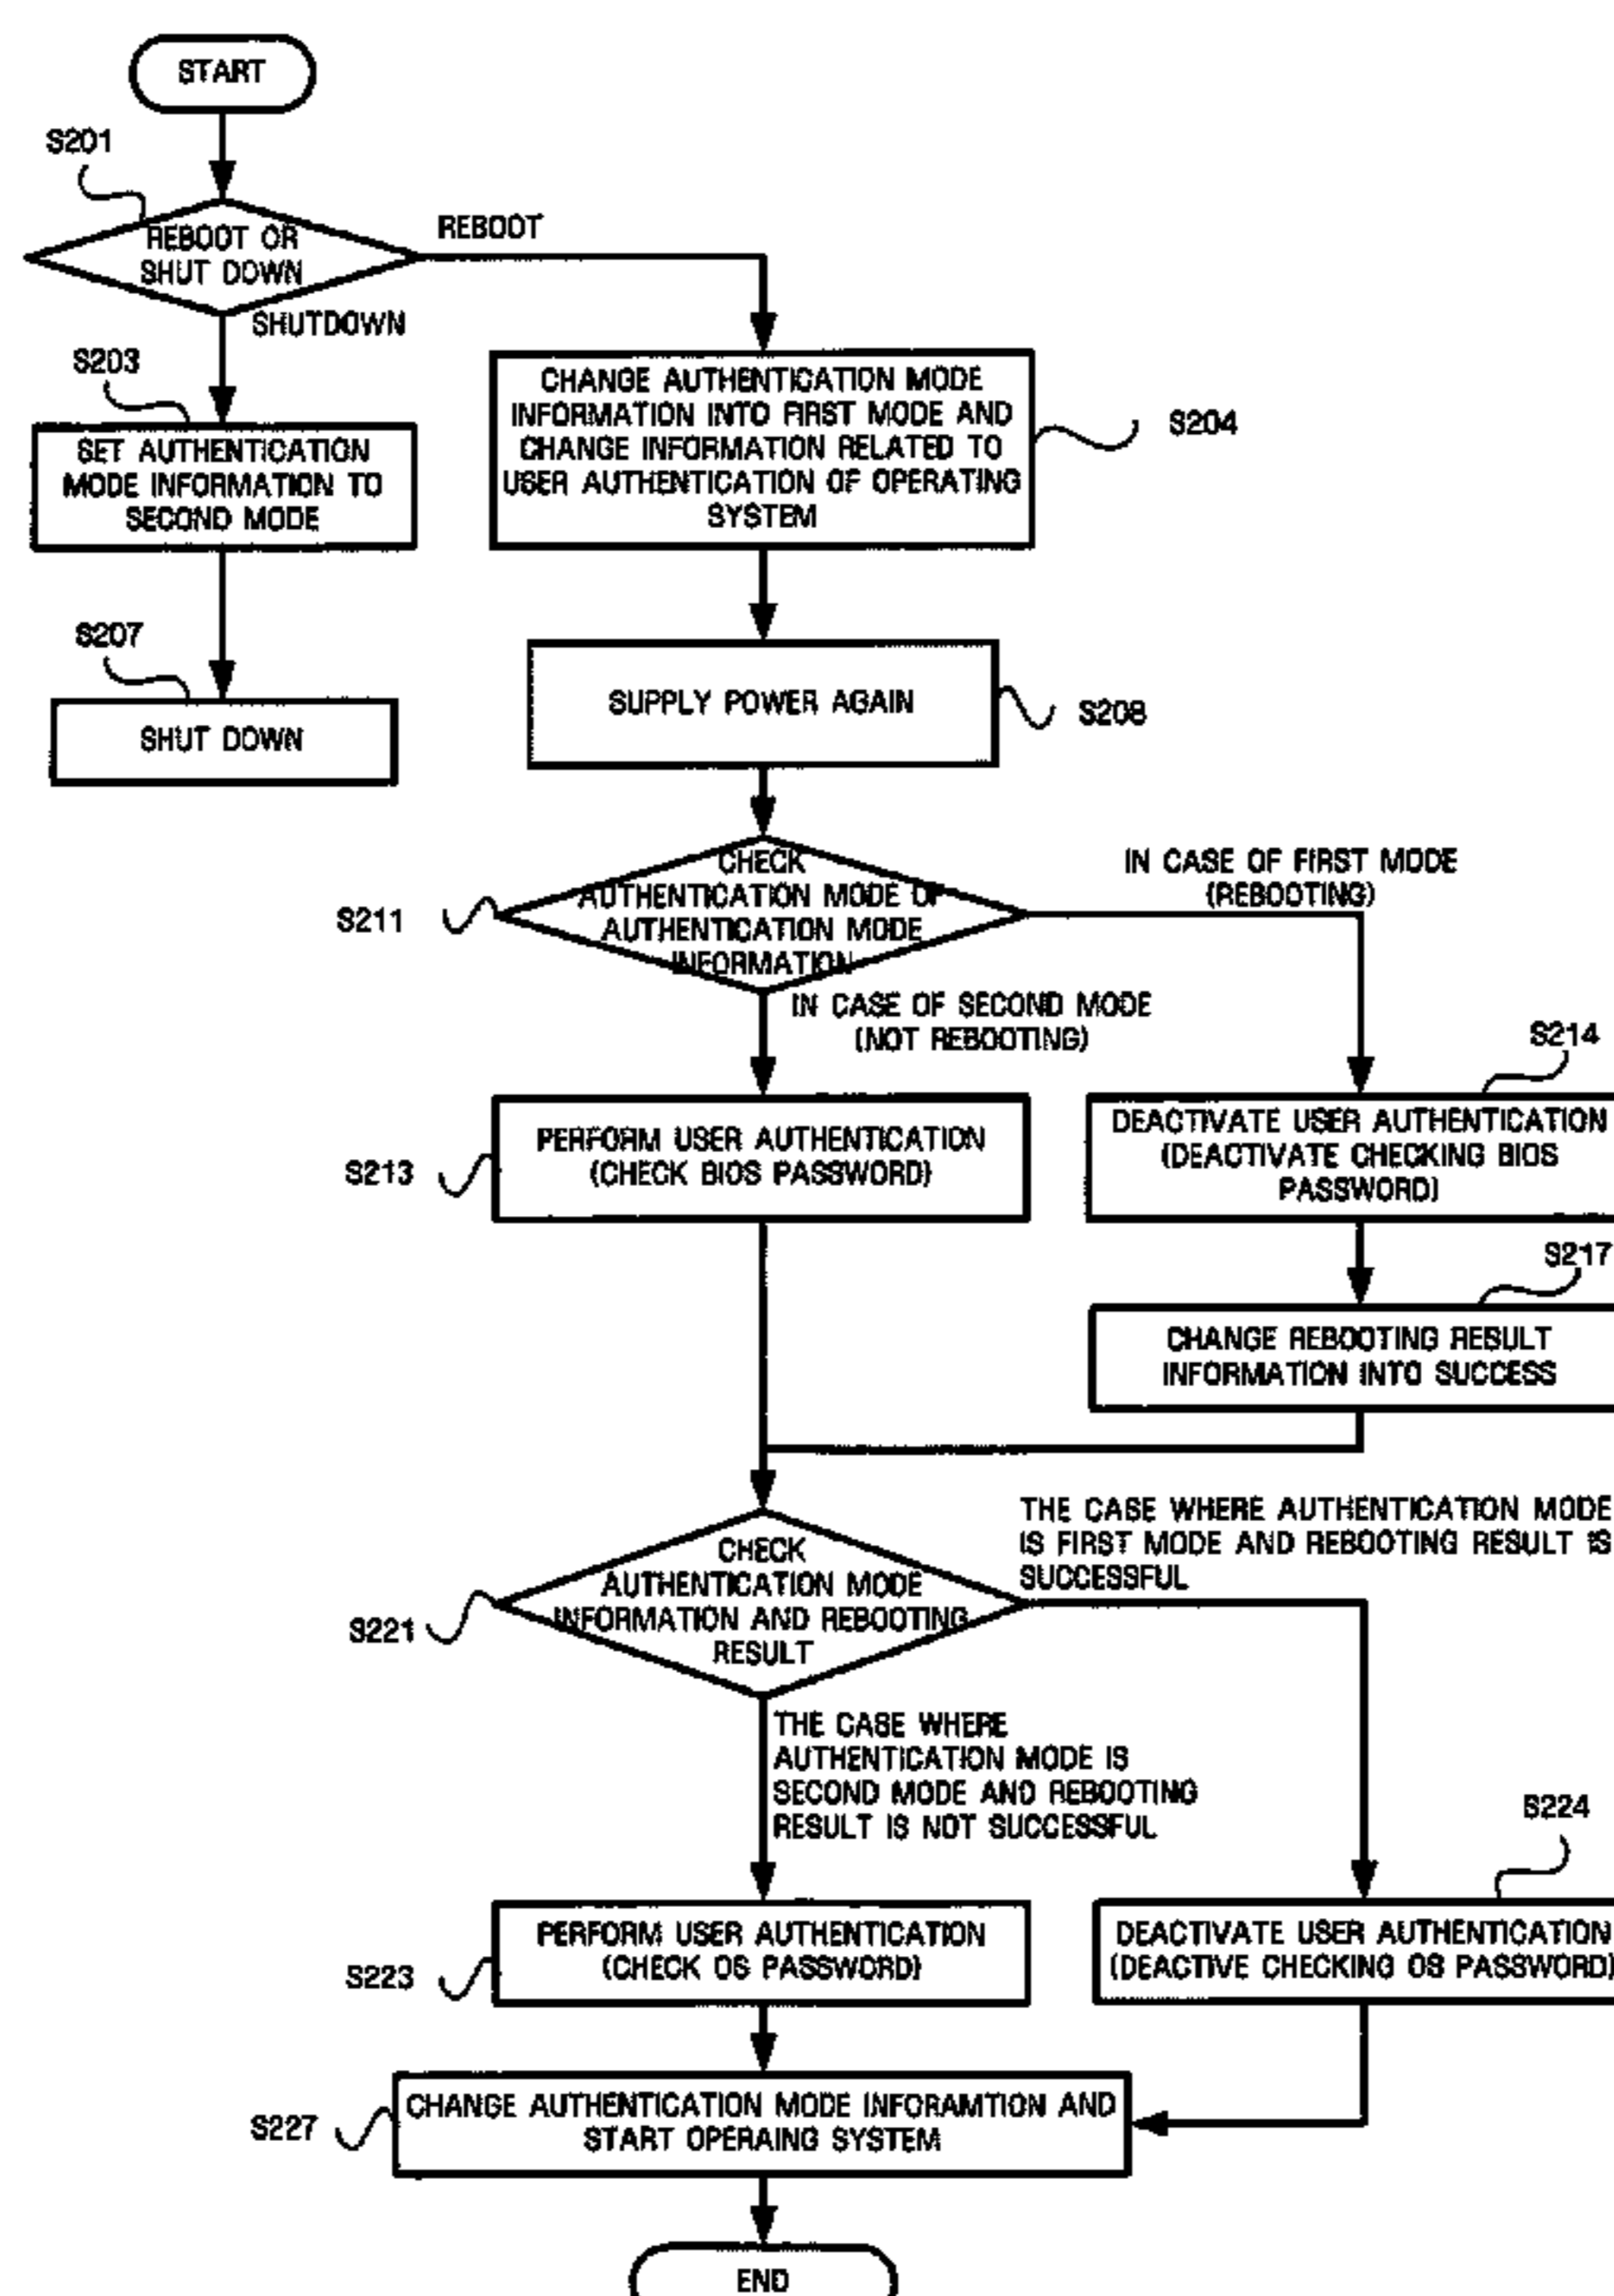 START
S201
REBOOT OR
SHUT DOWN
REBOOT
SHUTDOWN
S203
SET AUTHENTICATION
MODE INFORMATION TO
SECOND MODE
CHANGE AUTHENTICATION MODE
INFORMATION INTO FIRST MODE AND
CHANGE INFORMATION RELATED TO
USER AUTHENTICATION OF OPERATING
SYSTEM
S204
S207
SHUT DOWN
SUPPLY POWER AGAIN
S208
CHECK
AUTHENTICATION MODE OF
AUTHENTICATION MODE
INFORMATION
S211
IN CASE OF FIRST MODE
(REBOOTING)
IN CASE OF SECOND MODE
(NOT REBOOTING)
S214
PERFORM USER AUTHENTICATION
(CHECK BIOS PASSWORD)
S213
DEACTIVATE USER AUTHENTICATION
(DEACTIVATE CHECKING BIOS
PASSWORD)
S217
CHANGE REBOOTING RESULT
INFORMATION INTO SUCCESS
THE CASE WHERE AUTHENTICATION MODE
IS FIRST MODE AND REBOOTING RESULT IS
SUCCESSFUL
CHECK
AUTHENTICATION MODE
INFORMATION AND REBOOTING
RESULT
S221
THE CASE WHERE
AUTHENTICATION MODE IS
SECOND MODE AND REBOOTING
RESULT IS NOT SUCCESSFUL
S224
PERFORM USER AUTHENTICATION
(CHECK OS PASSWORD)
S223
DEACTIVATE USER AUTHENTICATION
(DEACTIVE CHECKING OS PASSWORD)
CHANGE AUTHENTICATION MODE INFORAMTION AND
START OPERAING SYSTEM
S227
END